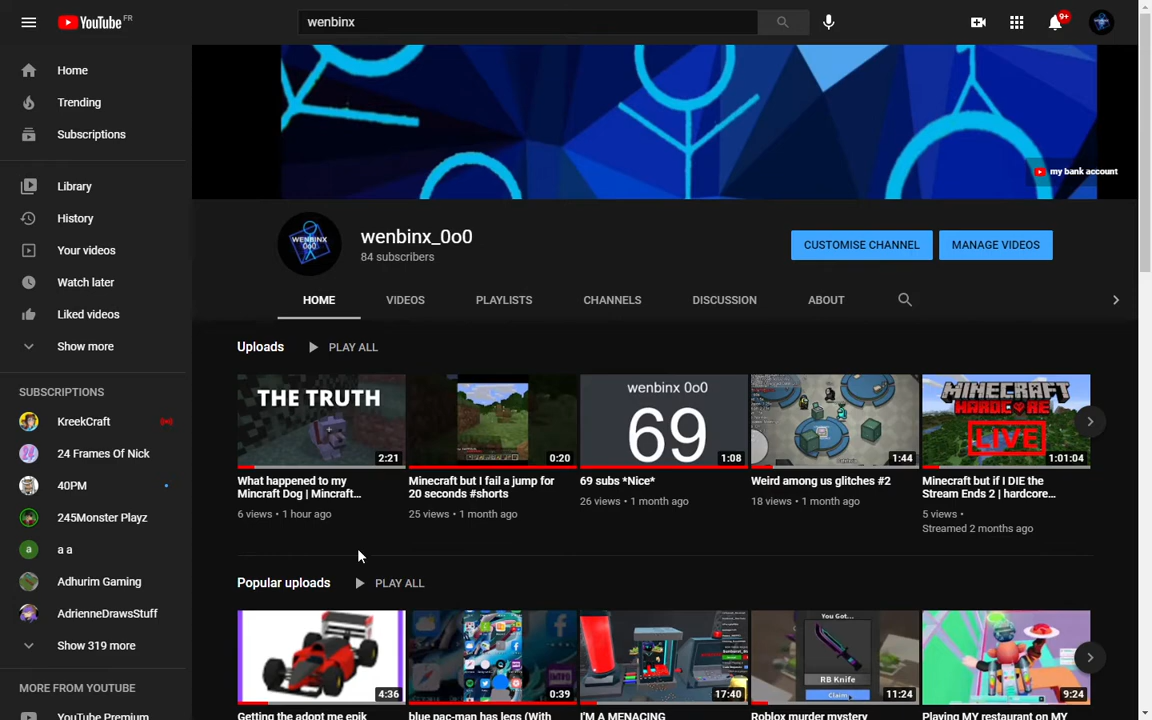 YouTube FR
wenbinx
9+
Home
Trending
Subscriptions
Library
History
Your videos
Watch later
Liked videos
Show more
SUBSCRIPTIONS
KreekCraft
24 Frames Of Nick
40PM
245Monster Playz
a
a a
Adhurim Gaming
AdrienneDrawsStuff
Show 319 more
MORE FROM YOUTUBE
YouTube Premium
my bank account
WENBINX
0O0
wenbinx_0o0
84 subscribers
CUSTOMISE CHANNEL
MANAGE VIDEOS
HOME
VIDEOS
PLAYLISTS
CHANNELS
DISCUSSION
ABOUT
Uploads
PLAY ALL
THE TRUTH
2:21
What happened to my
Mincraft Dog | Mincraft...
6 views • 1 hour ago
0:20
Minecraft but I fail a jump for
20 seconds #shorts
25 views • 1 month ago
wenbinx 0o0
69
1:08
69 subs *Nice*
26 views • 1 month ago
1:44
Weird among us glitches #2
18 views • 1 month ago
MINECRAFT
HARDCORE
LIVE
1:01:04
Minecraft but if I DIE the
Stream Ends 2 | hardcore...
5 views •
Streamed 2 months ago
Popular uploads
PLAY ALL
4:36
Getting the adopt me epik
0:39
blue pac-man has legs (With
17:40
I'M A MENACING
You Got...
RB Knife
Claim
11:24
Roblox murder mystery
9:24
Playing MY restaurant on MY